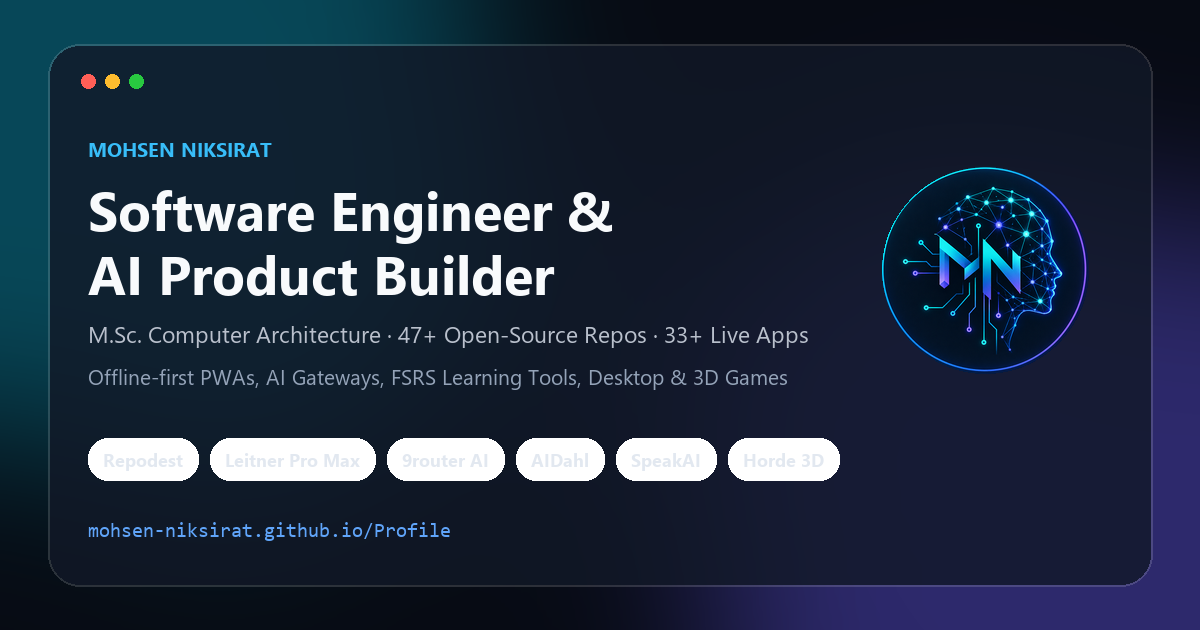 MOHSEN NIKSIRAT
Software Engineer &
AI Product Builder
M.Sc. Computer Architecture · 47+ Open-Source Repos · 33+ Live Apps
Offline-first PWAs, AI Gateways, FSRS Learning Tools, Desktop & 3D Games
Repodest Leitner Pro Max 9router AI AIDahl SpeakAI Horde 3D
mohsen-niksirat.github.io/Profile
MN